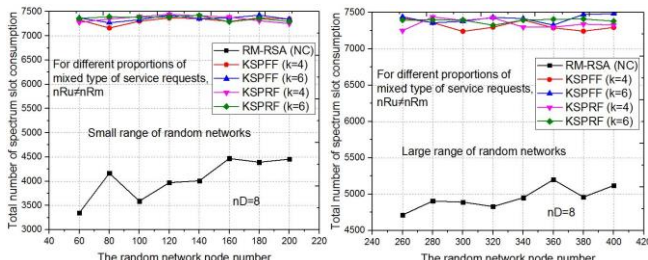 Total number of spectrum slot consumption
7500
7000
6500
6000
5500
5000
4500
4000
3500
3000
For different proportions of
mixed type of service requests,
nRu≠nRm
RM-RSA (NC)
KSPFF (k=4)
KSPFF (k=6)
KSPRF (k=4)
KSPRF (k=6)
Small range of random networks
nD=8
40 60 80 100 120 140 160 180 200 220
The random network node number
Total number of spectrum slot consumption
7500
7000
6500
6000
5500
5000
4500
For different proportions of
mixed type of service requests,
nRu≠nRm
RM-RSA (NC)
KSPFF (k=4)
KSPFF (k=6)
KSPRF (k=4)
KSPRF (k=6)
Large range of random networks
nD=8
240 260 280 300 320 340 360 380 400 420
The random network node number